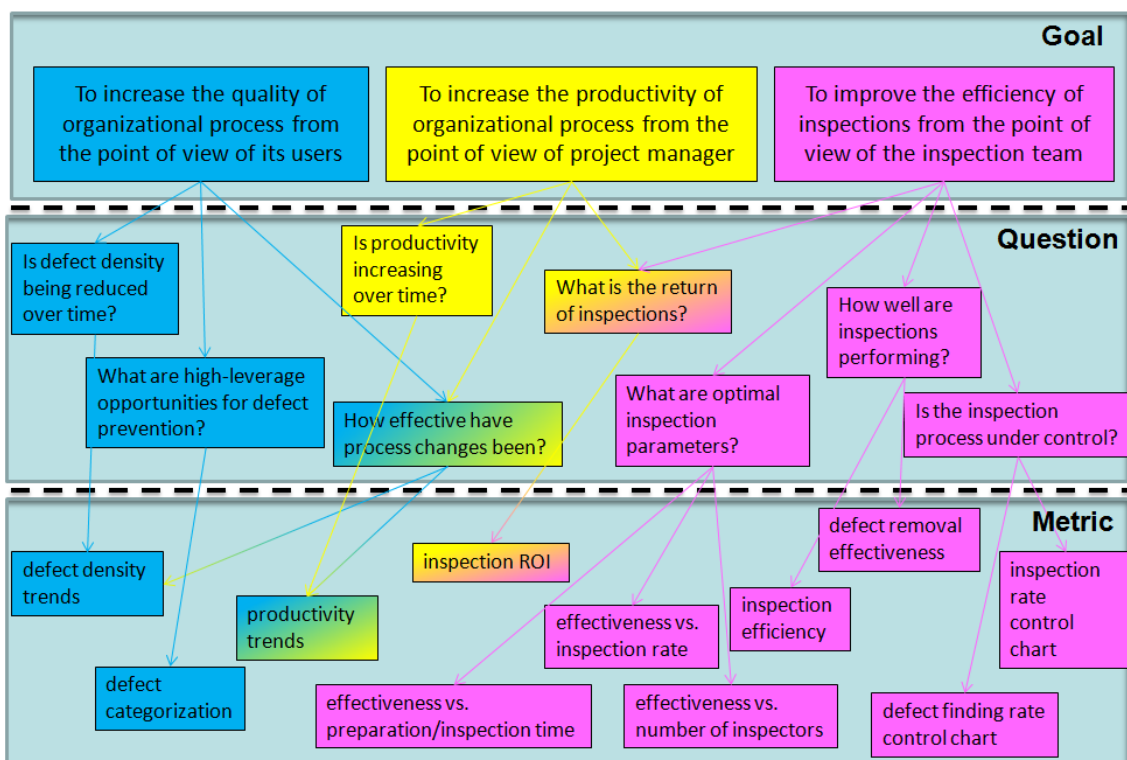 Goal
To increase the quality of
organizational process from
the point of view of its users
To increase the productivity of
organizational process from the
point of view of project manager
To improve the efficiency of
inspections from the point of
view of the inspection team
Question
Is defect density
being reduced
over time?
Is productivity
increasing
over time?
What is the return
of inspections?
How well are
inspections
performing?
What are high-leverage
opportunities for defect
prevention?
How effective have
process changes been?
What are optimal
inspection
parameters?
Is the inspection
process under control?
Metric
defect density
trends
inspection ROI
defect removal
effectiveness
inspection
rate
control
chart
productivity
trends
effectiveness vs.
inspection rate
inspection
efficiency
defect
categorization
effectiveness vs.
preparation/inspection time
effectiveness vs.
number of inspectors
defect finding rate
control chart